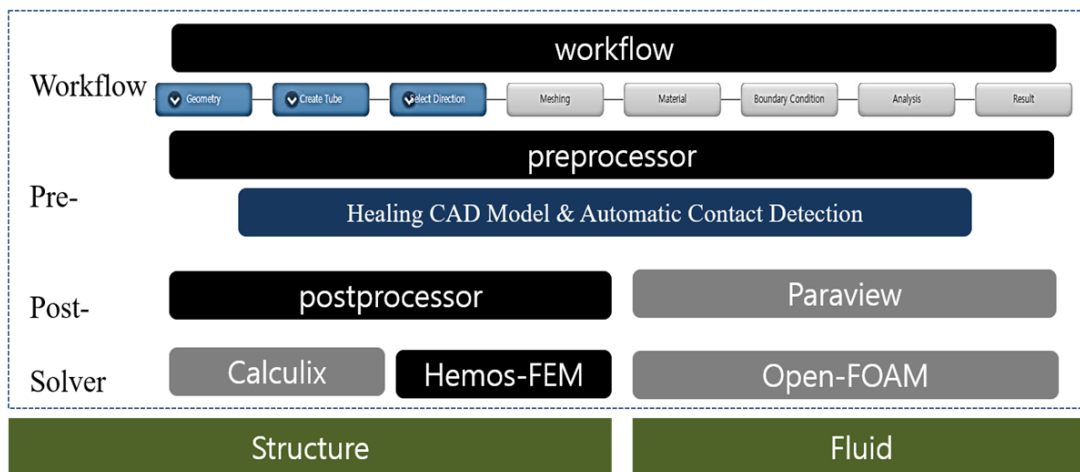 workflow
Workflow
Geometry
Create Tube
Select Direction
Meshing
Material
Boundary Condition
Analysis
Result
preprocessor
Pre-
Healing CAD Model & Automatic Contact Detection
Post-
postprocessor
Paraview
Solver
Calculix
Hemos-FEM
Open-FOAM
Structure
Fluid